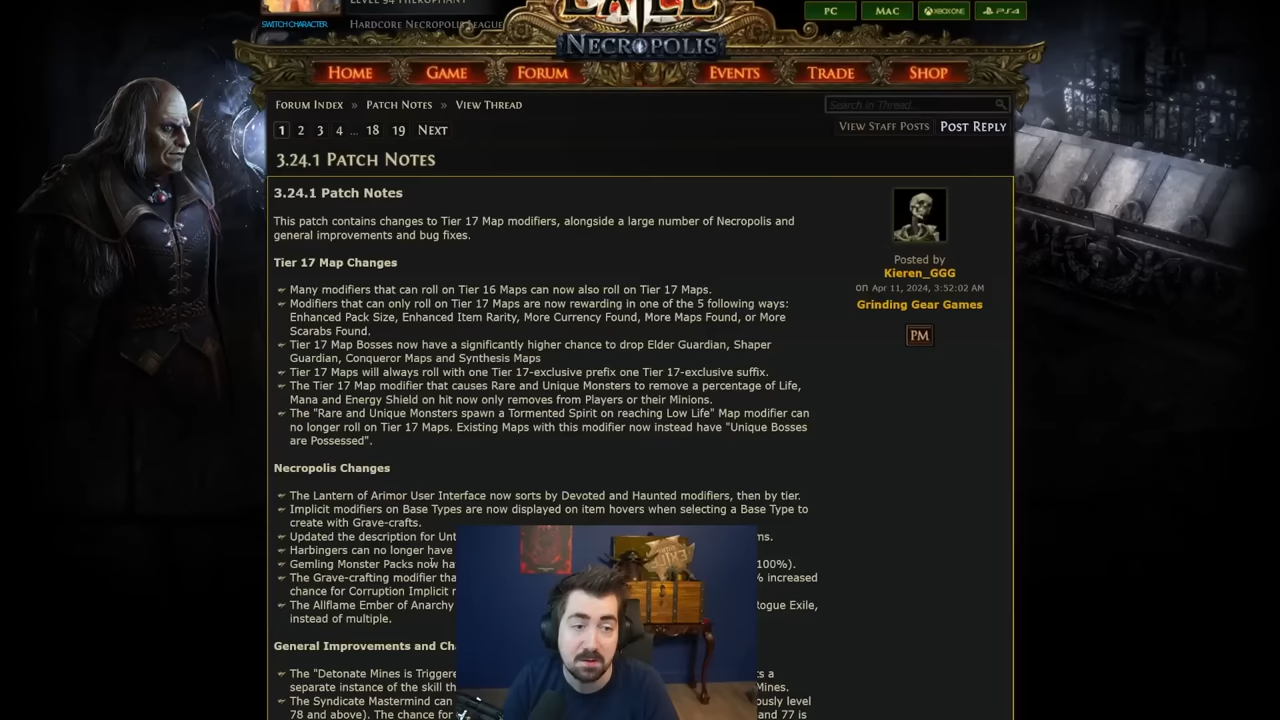 LEVEL 94 HIEROPHANT
SWITCH CHARACTER
HARDCORE NECROPOLIS LEAGUE
PC MAC XBOX ONE PS4
NECROPOLIS
HOME GAME FORUM EVENTS TRADE SHOP
FORUM INDEX » PATCH NOTES » VIEW THREAD
Search in Thread...
1 2 3 4 ... 18 19 NEXT
VIEW STAFF POSTS POST REPLY
3.24.1 PATCH NOTES
3.24.1 Patch Notes
This patch contains changes to Tier 17 Map modifiers, alongside a large number of Necropolis and
general improvements and bug fixes.
Tier 17 Map Changes
Many modifiers that can roll on Tier 16 Maps can now also roll on Tier 17 Maps.
Modifiers that can only roll on Tier 17 Maps are now rewarding in one of the 5 following ways:
Enhanced Pack Size, Enhanced Item Rarity, More Currency Found, More Maps Found, or More
Scarabs Found.
Tier 17 Map Bosses now have a significantly higher chance to drop Elder Guardian, Shaper
Guardian, Conqueror Maps and Synthesis Maps
Tier 17 Maps will always roll with one Tier 17-exclusive prefix one Tier 17-exclusive suffix.
The Tier 17 Map modifier that causes Rare and Unique Monsters to remove a percentage of Life,
Mana and Energy Shield on hit now only removes from Players or their Minions.
The "Rare and Unique Monsters spawn a Tormented Spirit on reaching Low Life" Map modifier can
no longer roll on Tier 17 Maps. Existing Maps with this modifier now instead have "Unique Bosses
are Possessed".
Necropolis Changes
The Lantern of Arimor User Interface now sorts by Devoted and Haunted modifiers, then by tier.
Implicit modifiers on Base Types are now displayed on item hovers when selecting a Base Type to
create with Grave-crafts.
Updated the description for
Harbingers can no longer have
Gemling Monster Packs now 100%).
The Grave-crafting modifier increased
chance for Corruption Implicit
The Allflame Ember of Anarchy Rogue Exile,
instead of multiple.
General Improvements and
The "Detonate Mines is a
separate instance of the skill Mines.
The Syndicate Mastermind can level
78 and above). The chance for and 77 is
Posted by
Kieren_GGG
on Apr 11, 2024, 3:52:02 AM
Grinding Gear Games
PM